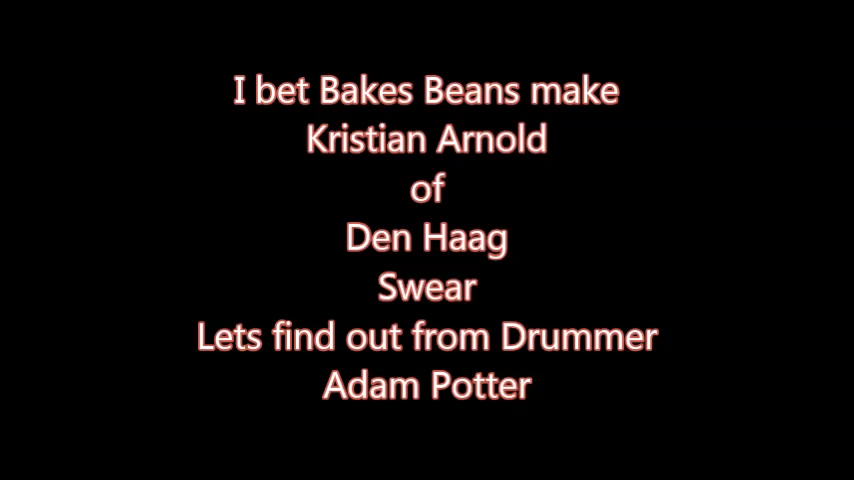 I bet Bakes Beans make
Kristian Arnold
of
Den Haag
Swear
Lets find out from Drummer
Adam Potter